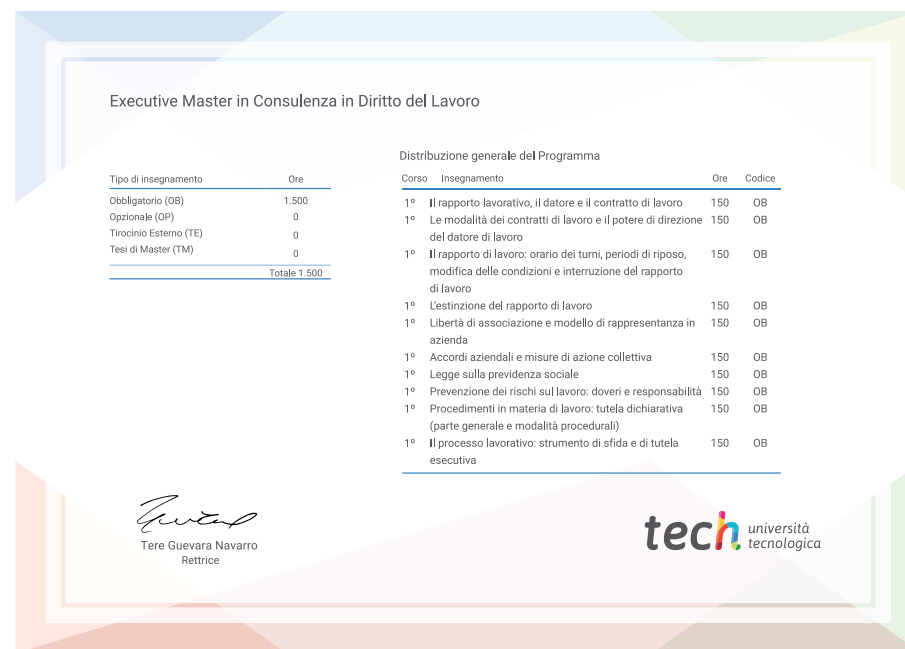 Executive Master in Consulenza in Diritto del Lavoro
Tipo di insegnamento Ore
Obbligatorio (OB) 1.500
Opzionale (OP) 0
Tirocinio Esterno (TE) 0
Tesi di Master (TM) 0
Totale 1.500
Distribuzione generale del Programma
Corso Insegnamento Ore Codice
1º Il rapporto lavorativo, il datore e il contratto di lavoro 150 OB
1º Le modalità dei contratti di lavoro e il potere di direzione 150 OB
del datore di lavoro
1º Il rapporto di lavoro: orario dei turni, periodi di riposo, 150 OB
modifica delle condizioni e interruzione del rapporto
di lavoro
1º L'estinzione del rapporto di lavoro 150 OB
1º Libertà di associazione e modello di rappresentanza in 150 OB
azienda
1º Accordi aziendali e misure di azione collettiva 150 OB
1º Legge sulla previdenza sociale 150 OB
1º Prevenzione dei rischi sul lavoro: doveri e responsabilità 150 OB
1º Procedimenti in materia di lavoro: tutela dichiarativa 150 OB
(parte generale e modalità procedurali)
1º Il processo lavorativo: strumento di sfida e di tutela 150 OB
esecutiva
Tere Guevara Navarro
Rettrice
tech università
tecnologica